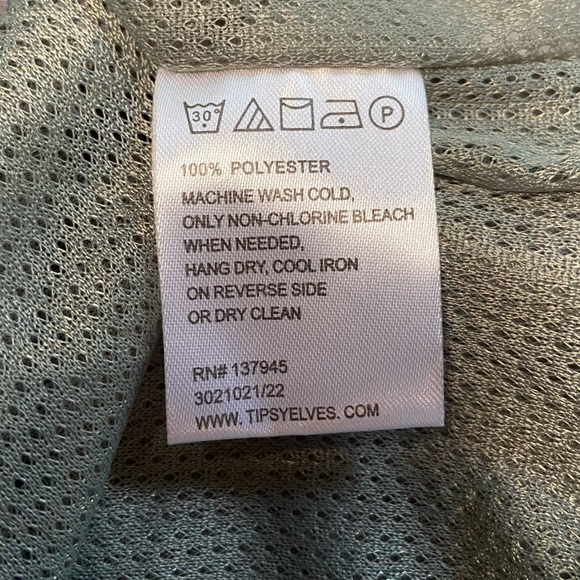 30° P
100% POLYESTER
MACHINE WASH COLD,
ONLY NON-CHLORINE BLEACH
WHEN NEEDED,
HANG DRY, COOL IRON
ON REVERSE SIDE
OR DRY CLEAN
RN# 137945
3021021/22
WWW. TIPSYELVES. COM